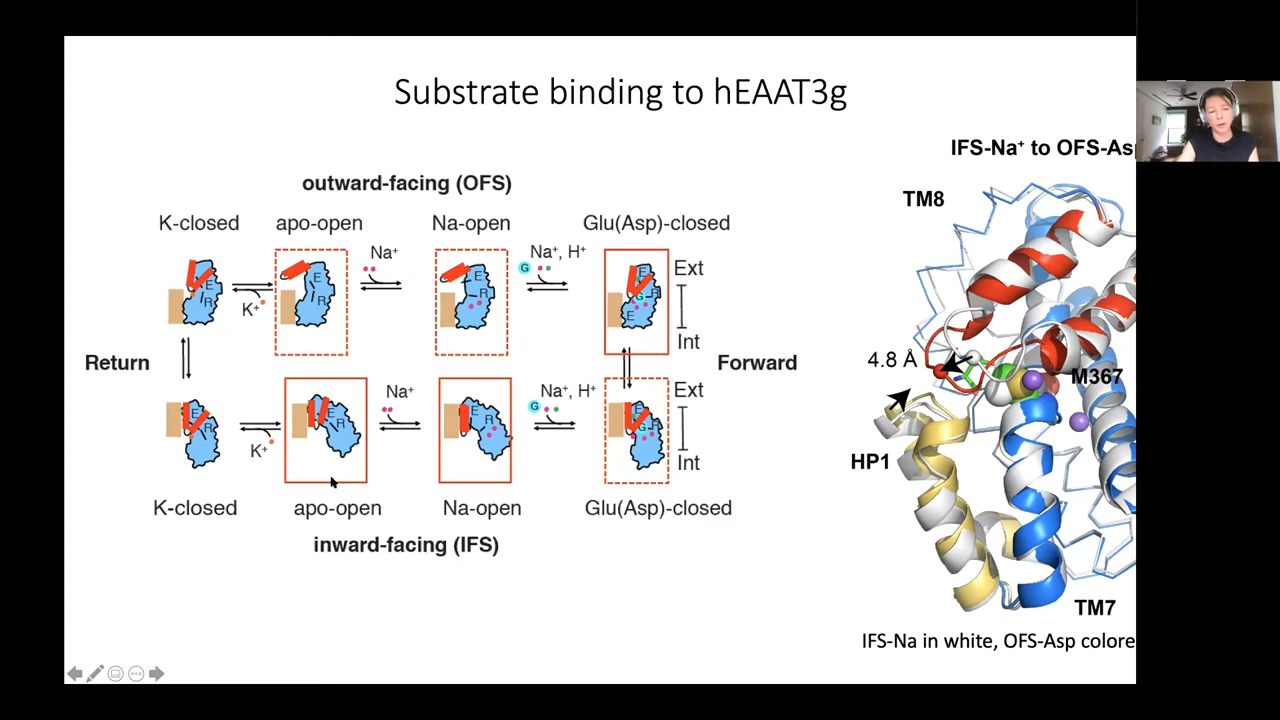 Substrate binding to hEAAT3g
outward-facing (OFS)
K-closed apo-open Na-open Glu(Asp)-closed
Na⁺ Na⁺, H⁺
G
K⁺
E R
E R
E R
E G R E
Ext
Int
Return Forward
Na⁺ Na⁺, H⁺
G
K⁺
R
E R
R
E G R
Ext
Int
K-closed apo-open Na-open Glu(Asp)-closed
inward-facing (IFS)
IFS-Na⁺ to OFS-Asp
TM8
4.8 Å
M367
HP1
TM7
IFS-Na in white, OFS-Asp colore